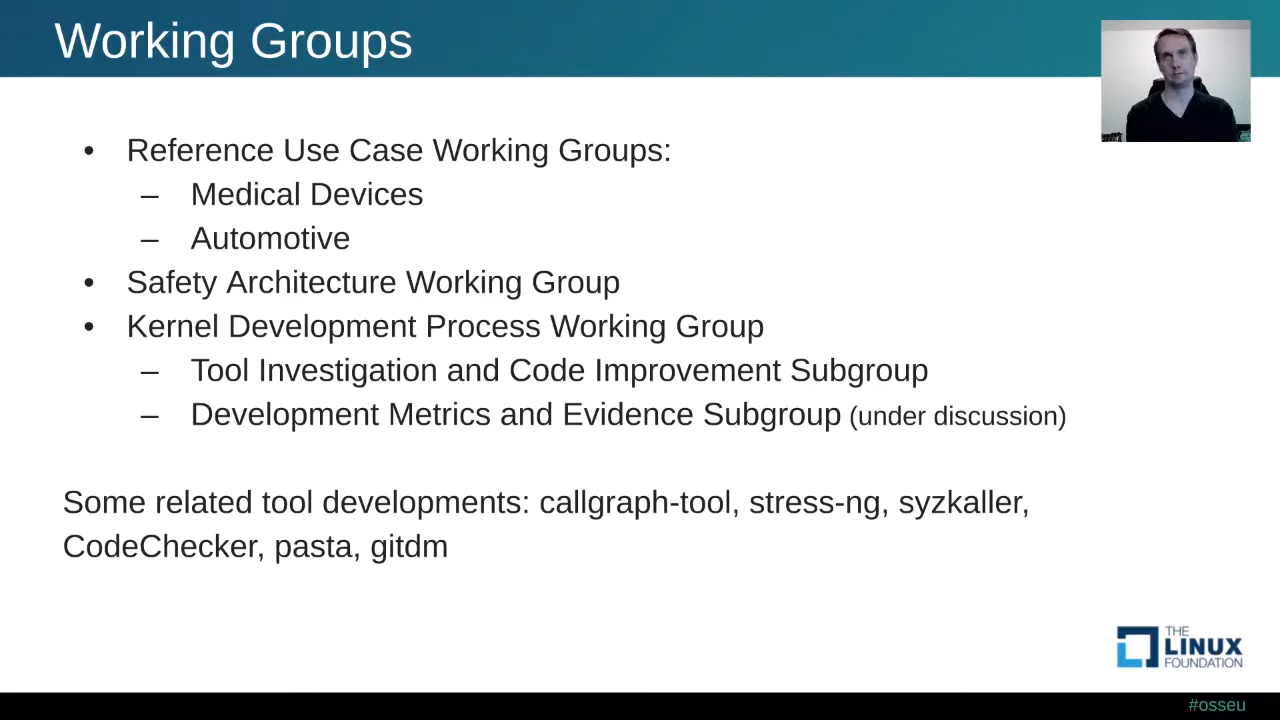 Working Groups
• Reference Use Case Working Groups:
– Medical Devices
– Automotive
• Safety Architecture Working Group
• Kernel Development Process Working Group
– Tool Investigation and Code Improvement Subgroup
– Development Metrics and Evidence Subgroup (under discussion)
Some related tool developments: callgraph-tool, stress-ng, syzkaller,
CodeChecker, pasta, gitdm
THE
LINUX
FOUNDATION
#osseu